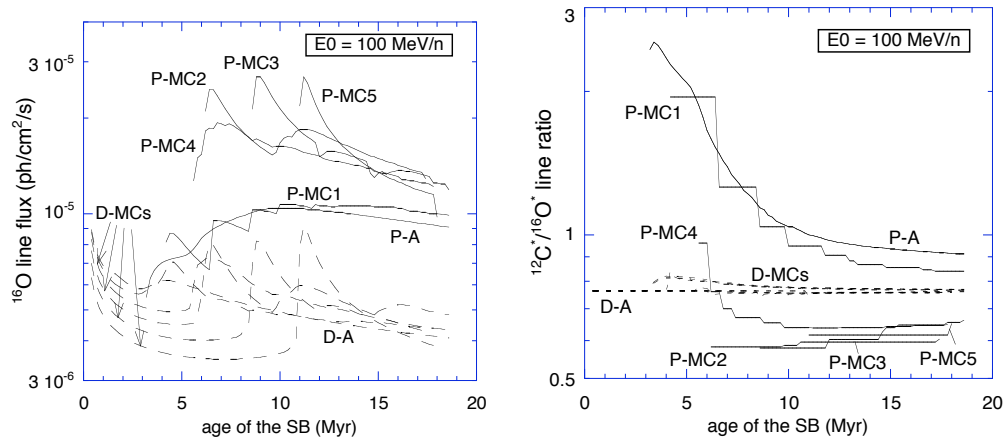 E0 = 100 MeV/n
3 10⁻⁵
P-MC2
P-MC3
P-MC5
P-MC4
10⁻⁵
P-MC1
P-A
D-MCs
D-A
3 10⁻⁶
0 5 10 15 20
age of the SB (Myr)
¹⁶O line flux (ph/cm²/s)
3
E0 = 100 MeV/n
P-MC1
P-MC4
1
P-A
D-MCs
D-A
P-MC2
P-MC3
P-MC5
0.5
0 5 10 15 20
age of the SB (Myr)
¹²C*/¹⁶O* line ratio